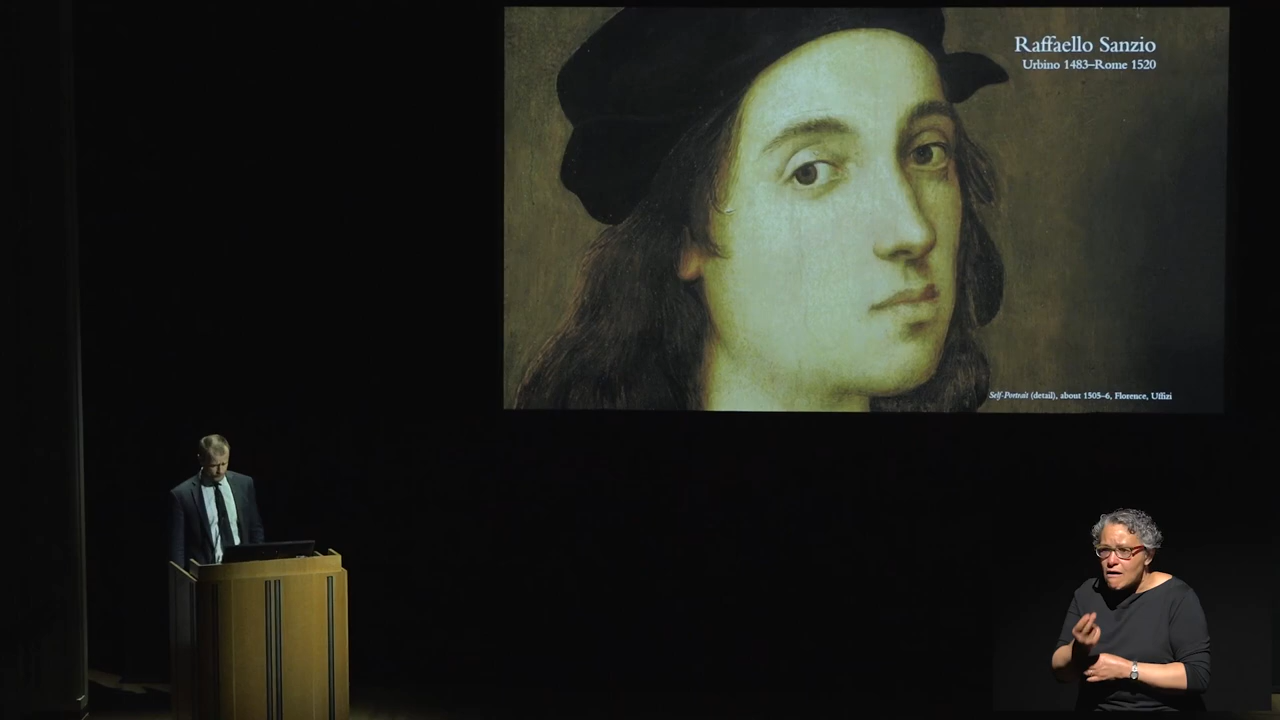 Raffaello Sanzio
Urbino 1483–Rome 1520
Self-Portrait (detail), about 1505–6, Florence, Uffizi